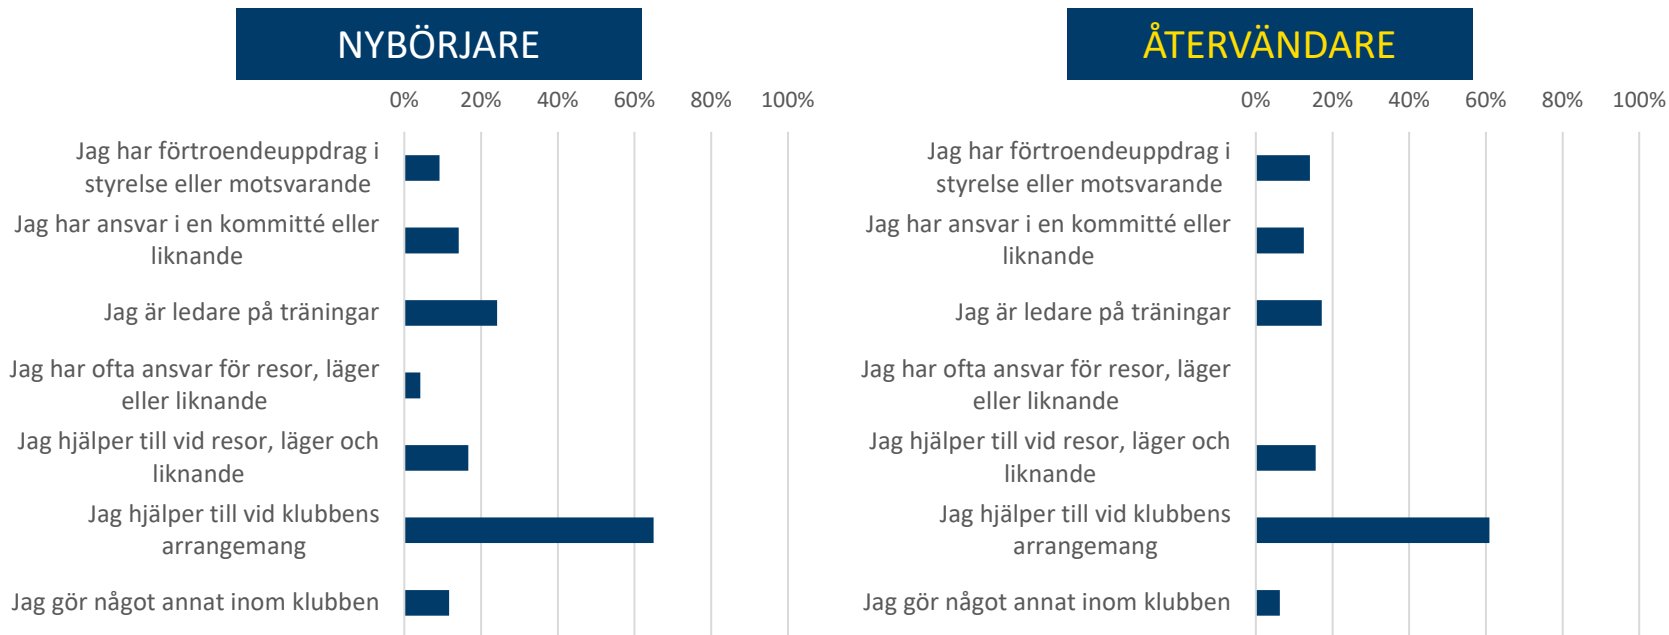 NYBÖRJARE
0% 20% 40% 60% 80% 100%
Jag har förtroendeuppdrag i
styrelse eller motsvarande
Jag har ansvar i en kommitté eller
liknande
Jag är ledare på träningar
Jag har ofta ansvar för resor, läger
eller liknande
Jag hjälper till vid resor, läger och
liknande
Jag hjälper till vid klubbens
arrangemang
Jag gör något annat inom klubben
ÅTERVÄNDARE
0% 20% 40% 60% 80% 100%
Jag har förtroendeuppdrag i
styrelse eller motsvarande
Jag har ansvar i en kommitté eller
liknande
Jag är ledare på träningar
Jag har ofta ansvar för resor, läger
eller liknande
Jag hjälper till vid resor, läger och
liknande
Jag hjälper till vid klubbens
arrangemang
Jag gör något annat inom klubben